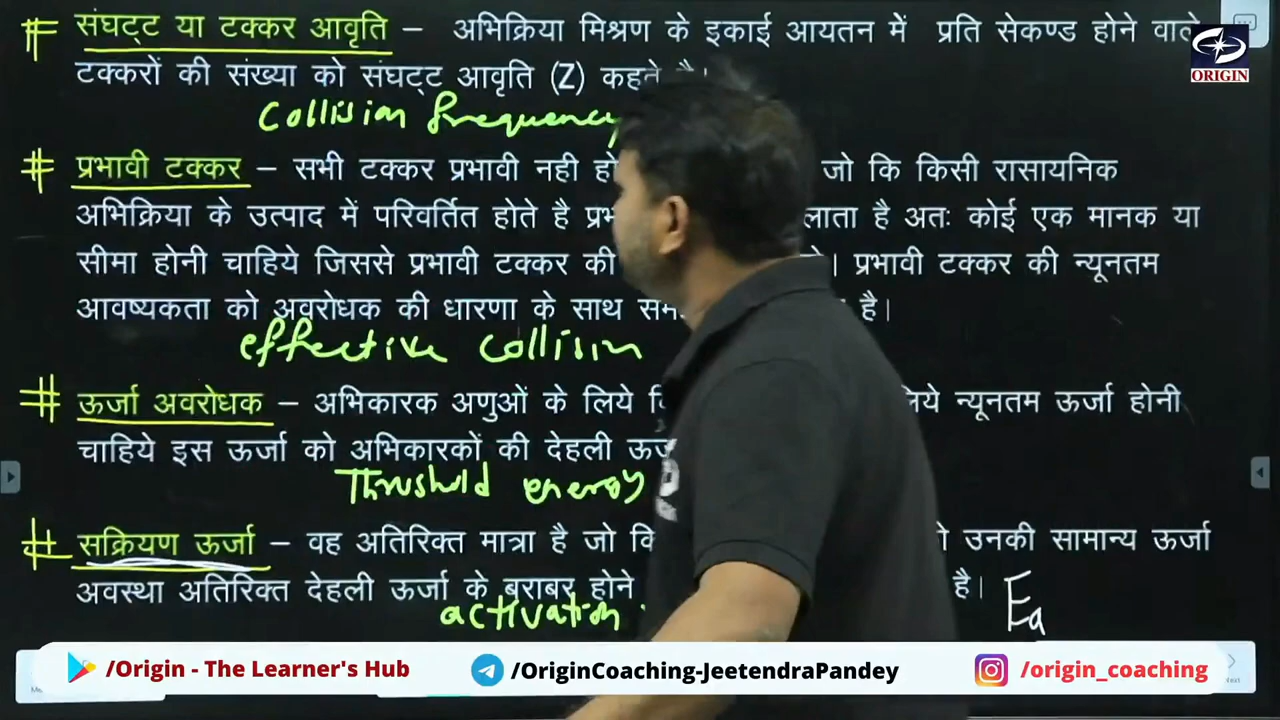 संघट्ट या टक्कर आवृति – अभिक्रिया मिश्रण के इकाई आयतन में प्रति सेकण्ड होने वाले
टक्करों की संख्या को संघट्ट आवृति (Z) कहते है।
ORIGIN
Collision frequency
# प्रभावी टक्कर – सभी टक्कर प्रभावी नही जो कि किसी रासायनिक
अभिक्रिया के उत्पाद में परिवर्तित होते है अतः कोई एक मानक या
सीमा होनी चाहिये जिससे प्रभावी टक्कर की । प्रभावी टक्कर की न्यूनतम
आवष्यकता को अवरोधक की धारणा के साथ है।
effective collision
# ऊर्जा अवरोधक – अभिकारक अणुओं के लिये न्यूनतम ऊर्जा होनी
चाहिये इस ऊर्जा को अभिकारकों की देहली
Thrushold energy
# सक्रियण ऊर्जा – वह अतिरिक्त मात्रा है जो उनकी सामान्य ऊर्जा
अवस्था अतिरिक्त देहली ऊर्जा के बराबर होने है।
Ea
activation
/Origin - The Learner's Hub
/OriginCoaching-JeetendraPandey
/origin_coaching